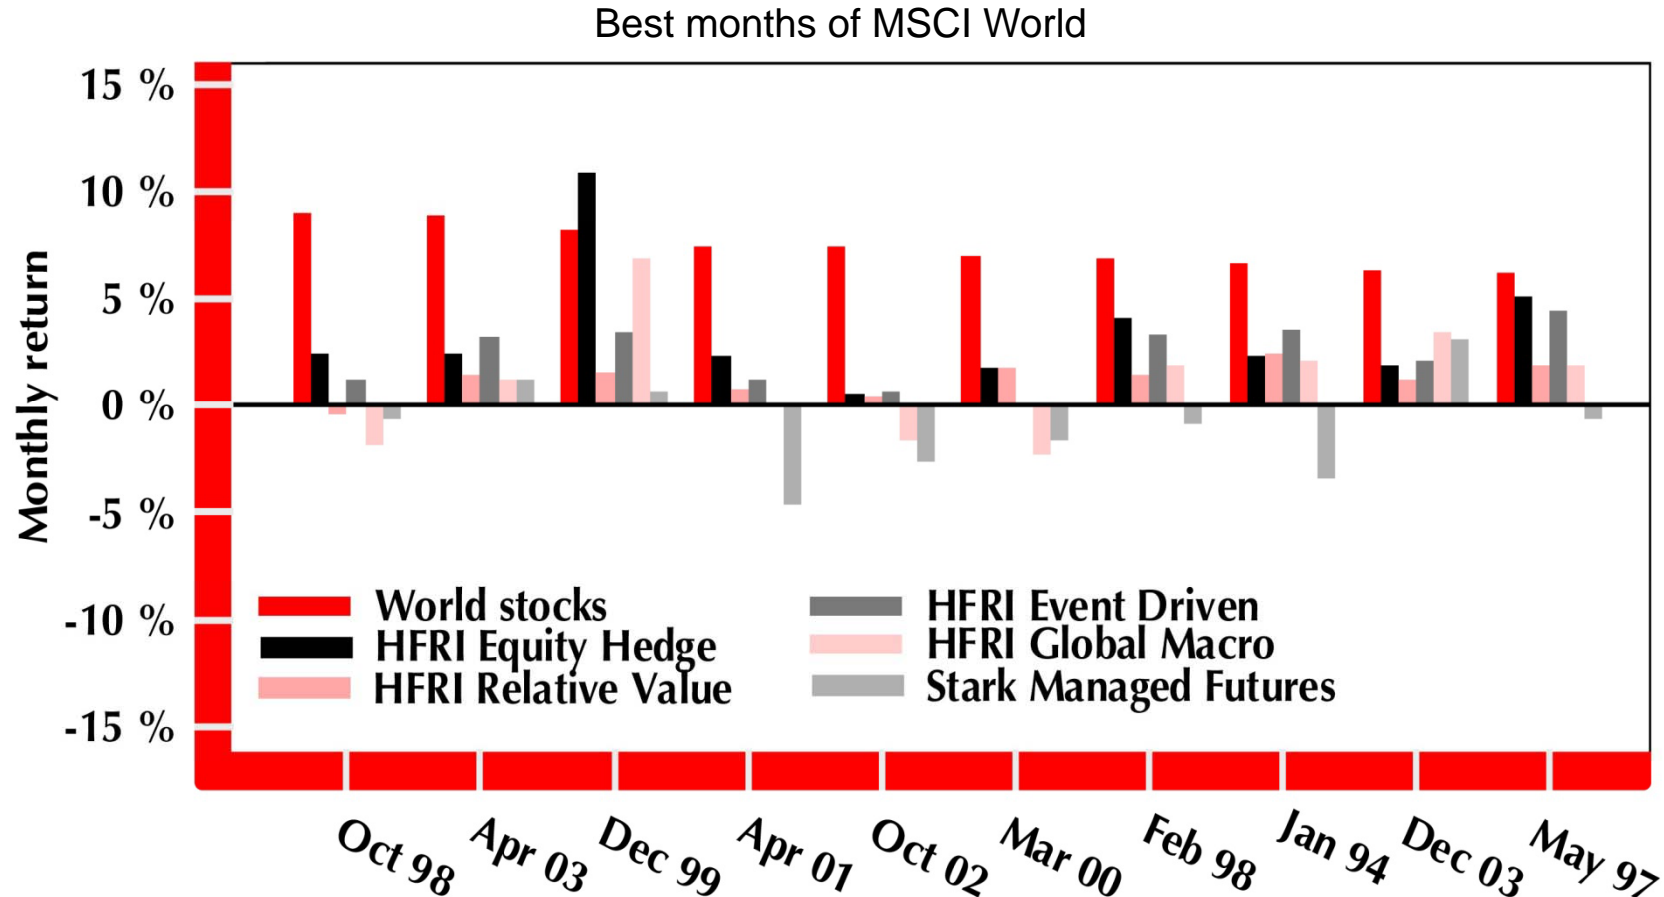 Best months of MSCI World
15 %
10 %
5 %
0 %
-5 %
-10 %
-15 %
Monthly return
World stocks
HFRI Equity Hedge
HFRI Relative Value
HFRI Event Driven
HFRI Global Macro
Stark Managed Futures
Oct 98
Apr 03
Dec 99
Apr 01
Oct 02
Mar 00
Feb 98
Jan 94
Dec 03
May 97